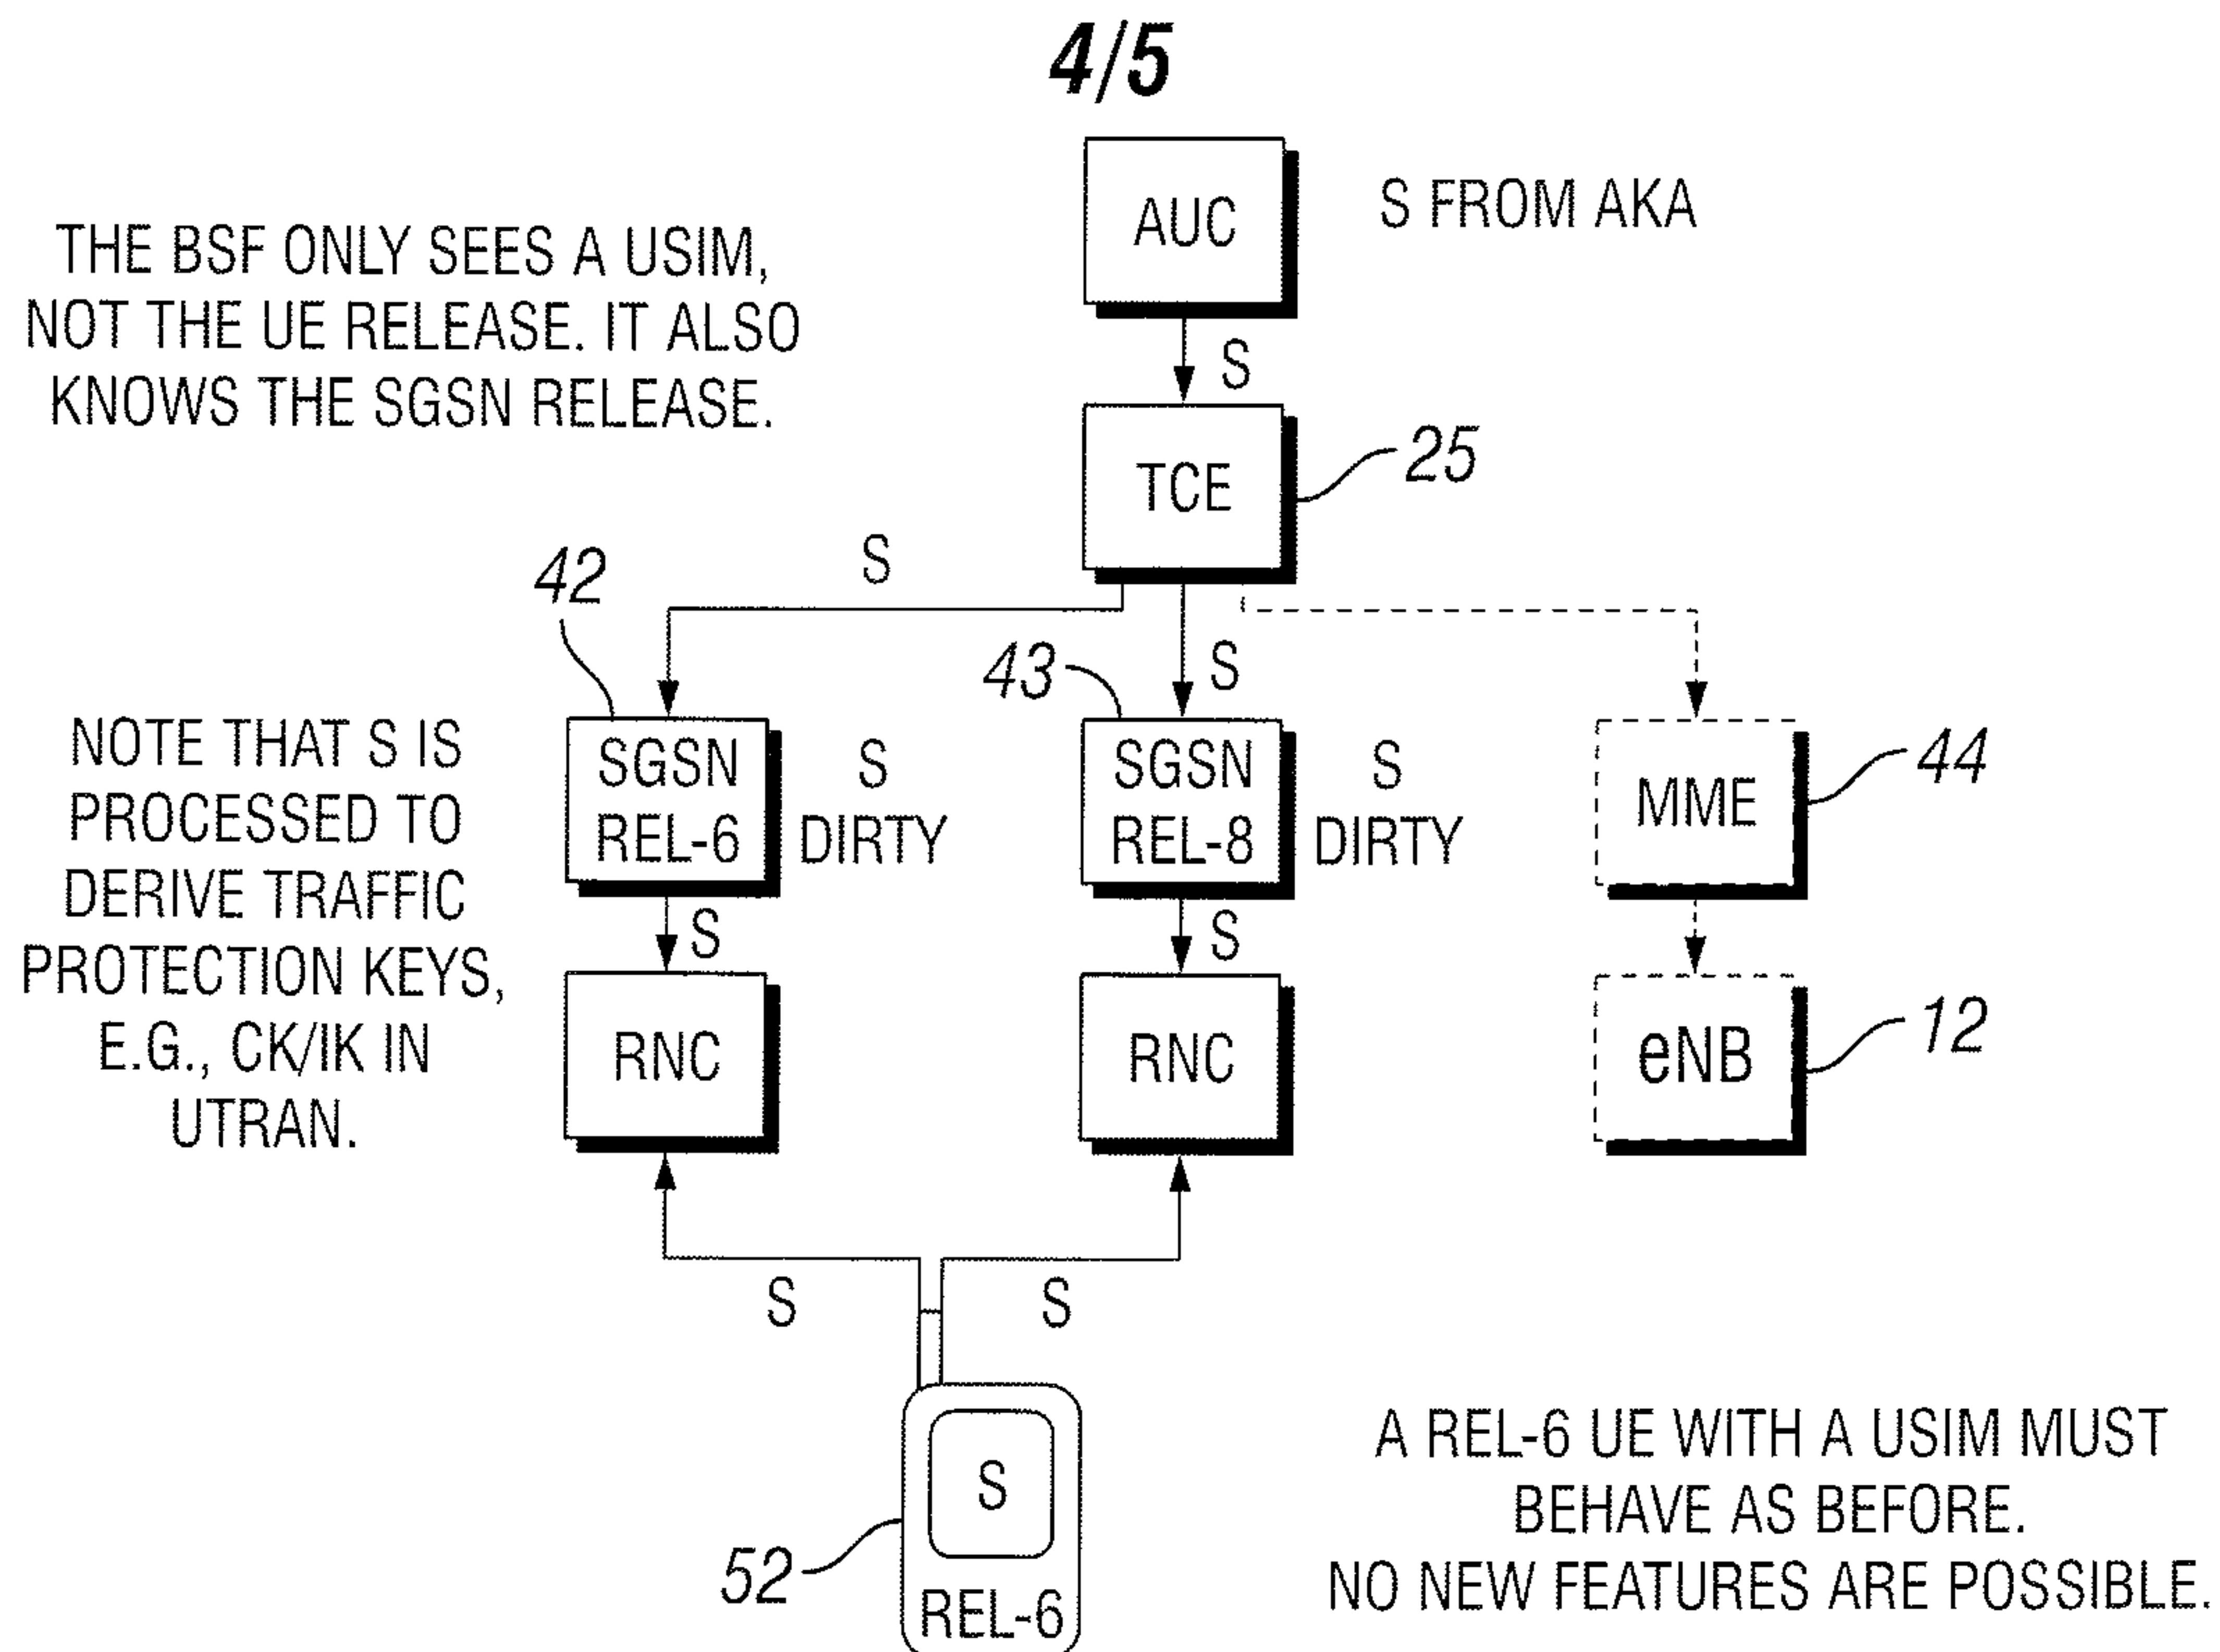 4/5
AUC
S FROM AKA
THE BSF ONLY SEES A USIM,
NOT THE UE RELEASE. IT ALSO
KNOWS THE SGSN RELEASE.
S
TCE
25
S
42
43
S
NOTE THAT S IS
PROCESSED TO
DERIVE TRAFFIC
PROTECTION KEYS,
E.G., CK/IK IN
UTRAN.
SGSN
REL-6
S
DIRTY
SGSN
REL-8
S
DIRTY
MME
44
S
S
RNC
RNC
eNB
12
S
S
S
REL-6
52
A REL-6 UE WITH A USIM MUST
BEHAVE AS BEFORE.
NO NEW FEATURES ARE POSSIBLE.